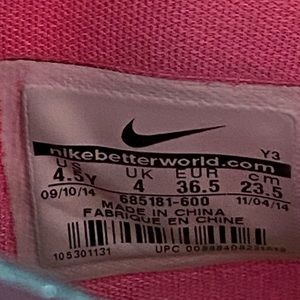 Y3
nikebetterworld.com
US UK EUR cm
4.5Y 4 36.5 23.5
09/10/14 11/04/14
685181-600
MADE IN CHINA
FABRIQUE EN CHINE
105301131 UPC